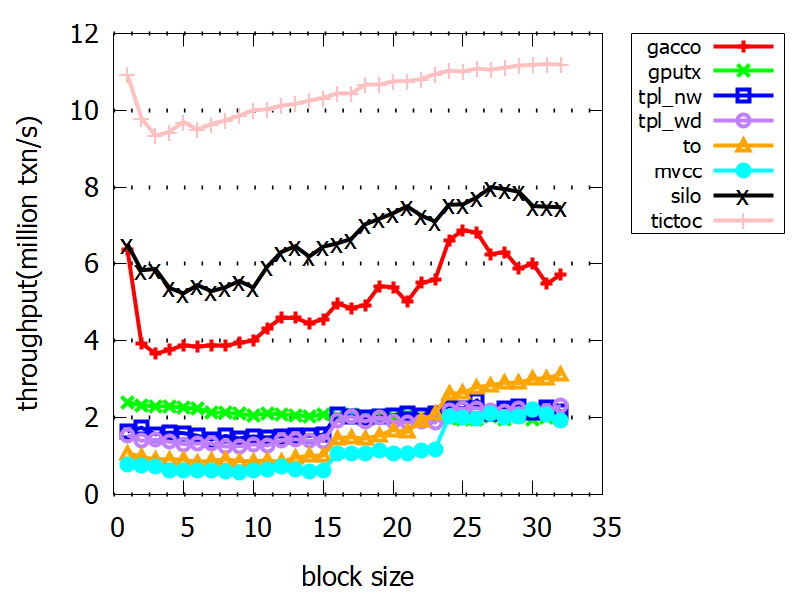 throughput(million txn/s)
12
10
8
6
4
2
0
0 5 10 15 20 25 30 35
block size
gacco
gputx
tpl_nw
tpl_wd
to
mvcc
silo
tictoc